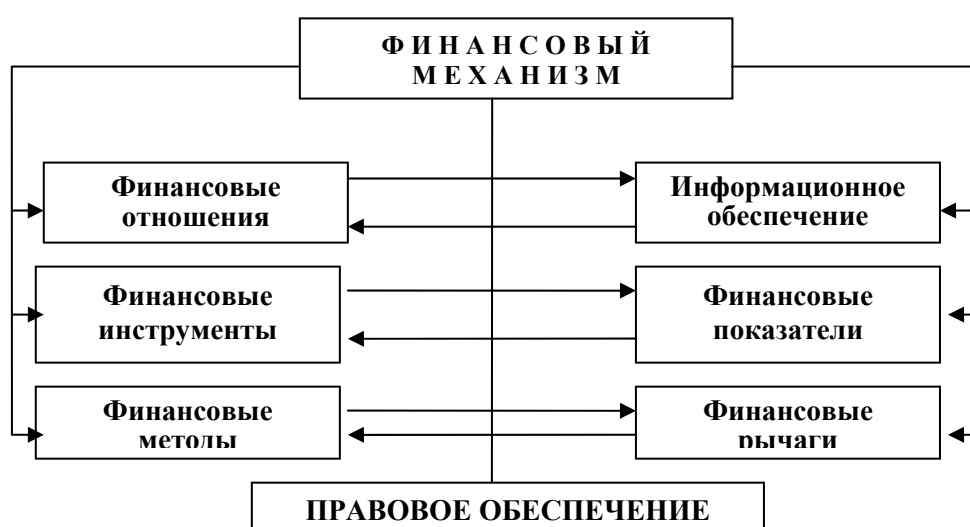 Ф И Н А Н С О В Ы Й
М Е Х А Н И З М
Финансовые
отношения
Информационное
обеспечение
Финансовые
инструменты
Финансовые
показатели
Финансовые
методы
Финансовые
рычаги
ПРАВОВОЕ ОБЕСПЕЧЕНИЕ